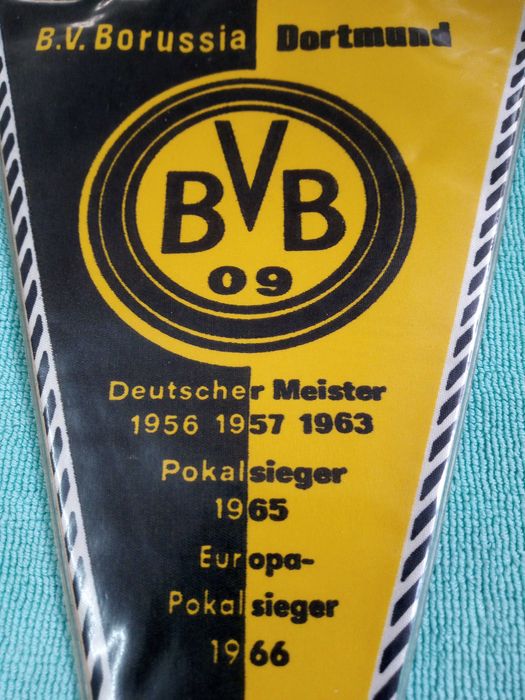 B.V. Borussia Dortmund
BVB
09
Deutscher Meister
1956 1957 1963
Pokalsieger
1965
Europa-
Pokalsieger
1966